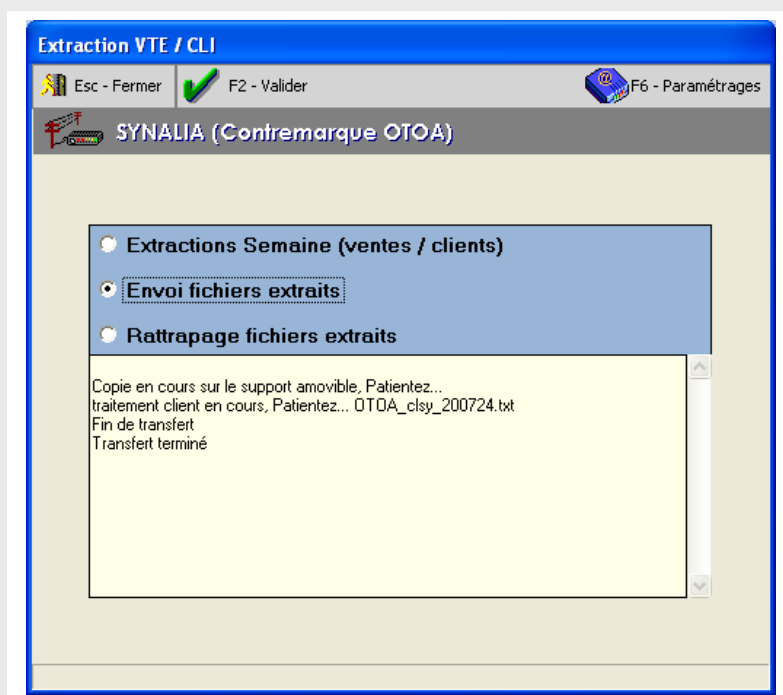 Extraction VTE / CLI
Esc - Fermer F2 - Valider F6 - Paramétrages
SYNALIA (Contremarque OTOA)
Extractions Semaine (ventes / clients)
Envoi fichiers extraits
Rattrapage fichiers extraits
Copie en cours sur le support amovible, Patientez...
traitement client en cours, Patientez... OTOA_clsy_200724.txt
Fin de transfert
Transfert terminé